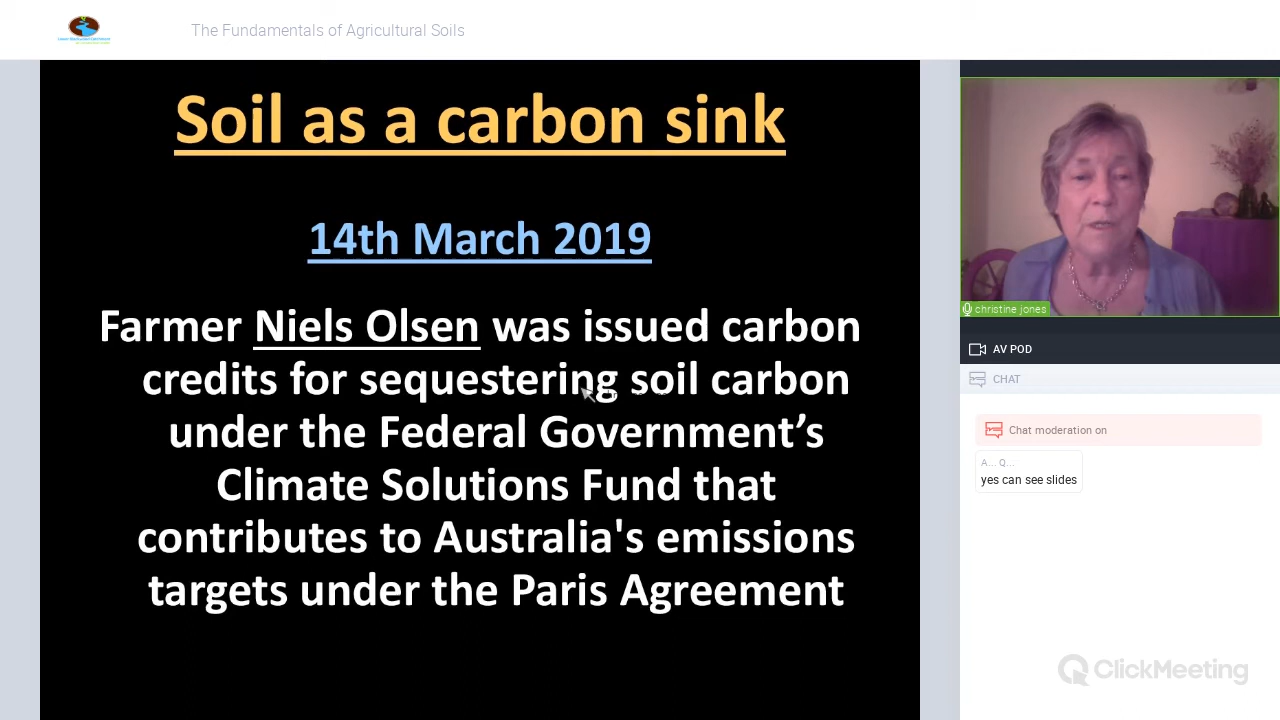 The Fundamentals of Agricultural Soils
Soil as a carbon sink
14th March 2019
Farmer Niels Olsen was issued carbon
credits for sequestering soil carbon
under the Federal Government’s
Climate Solutions Fund that
contributes to Australia's emissions
targets under the Paris Agreement
christine jones
AV POD
CHAT
Chat moderation on
A... Q...
yes can see slides
ClickMeeting